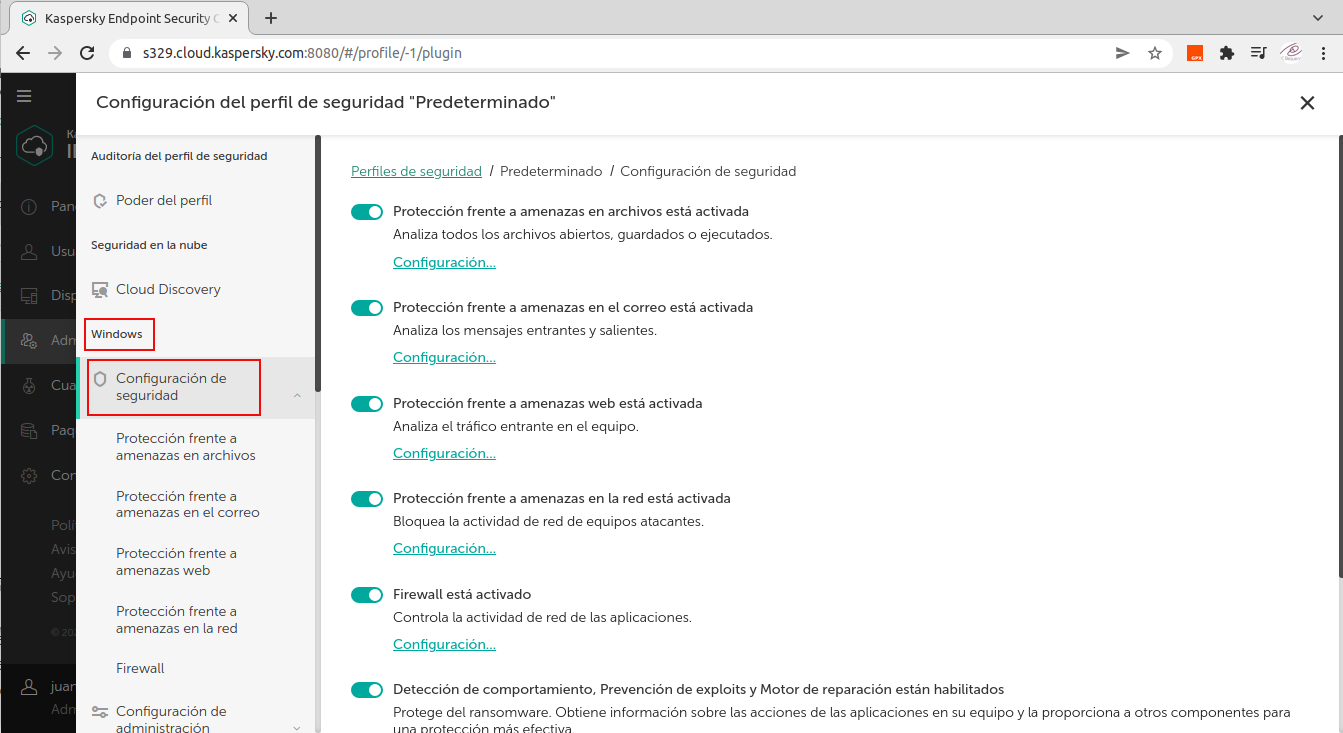 Kaspersky Endpoint Security C
s329.cloud.kaspersky.com:8080/#/profile/-1/plugin
GPX
Configuración del perfil de seguridad "Predeterminado"
Auditoría del perfil de seguridad
Poder del perfil
Seguridad en la nube
Cloud Discovery
Windows
Configuración de
seguridad
Protección frente a
amenazas en archivos
Protección frente a
amenazas en el correo
Protección frente a
amenazas web
Protección frente a
amenazas en la red
Firewall
Configuración de
administración
Perfiles de seguridad / Predeterminado / Configuración de seguridad
Protección frente a amenazas en archivos está activada
Analiza todos los archivos abiertos, guardados o ejecutados.
Configuración...
Protección frente a amenazas en el correo está activada
Analiza los mensajes entrantes y salientes.
Configuración...
Protección frente a amenazas web está activada
Analiza el tráfico entrante en el equipo.
Configuración...
Protección frente a amenazas en la red está activada
Bloquea la actividad de red de equipos atacantes.
Configuración...
Firewall está activado
Controla la actividad de red de las aplicaciones.
Configuración...
Detección de comportamiento, Prevención de exploits y Motor de reparación están habilitados
Protege del ransomware. Obtiene información sobre las acciones de las aplicaciones en su equipo y la proporciona a otros componentes para
una protección más efectiva.
Ka
Pan
Usu
Disp
Adm
Cua
Paq
Con
Polí
Avis
Ayu
Sop
© 202
juan
Adm